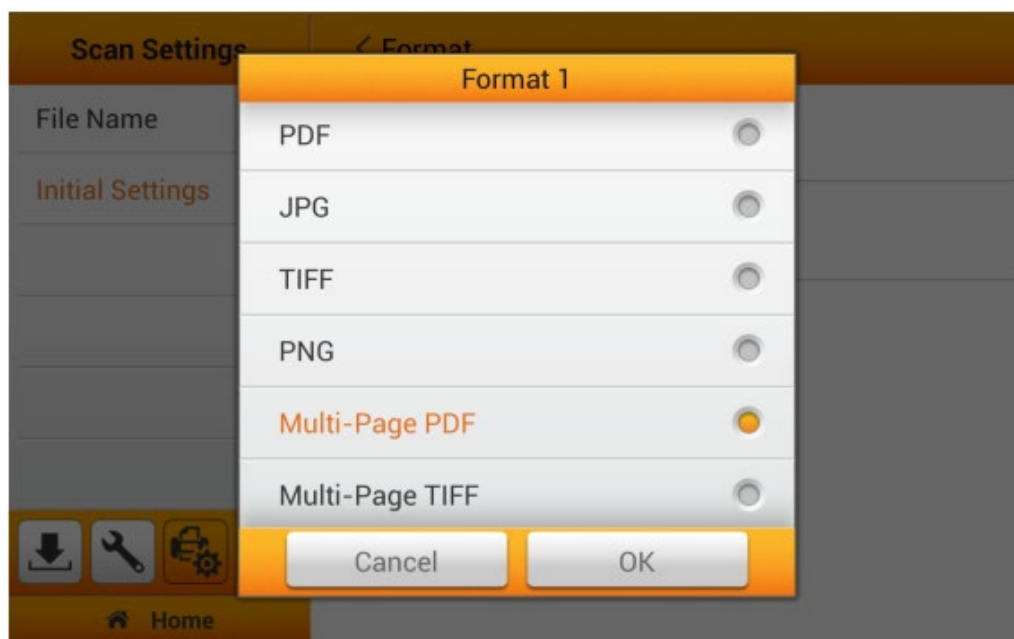 Scan Settings
< Format
Format 1
File Name
Initial Settings
PDF
JPG
TIFF
PNG
Multi-Page PDF
Multi-Page TIFF
Cancel
OK
Home